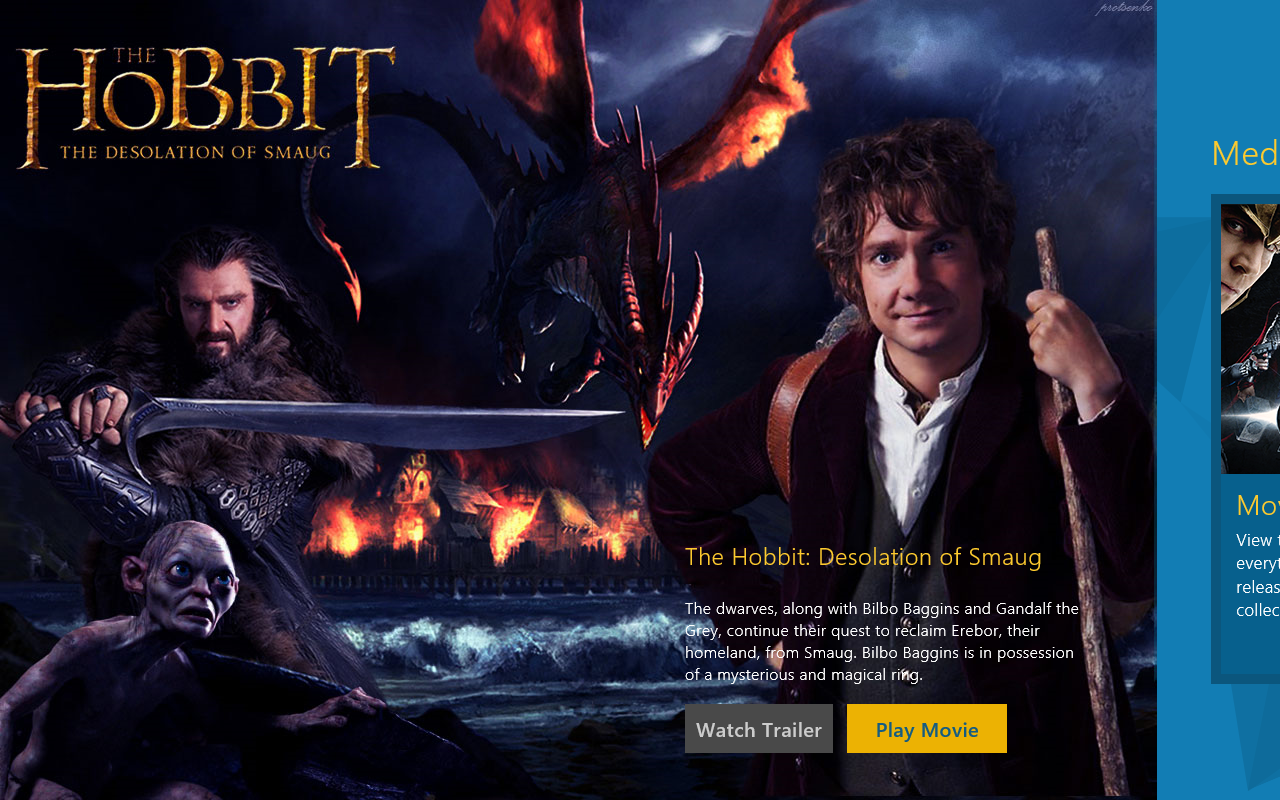 protsenko
THE
HOBBIT
THE DESOLATION OF SMAUG
The Hobbit: Desolation of Smaug
The dwarves, along with Bilbo Baggins and Gandalf the
Grey, continue their quest to reclaim Erebor, their
homeland, from Smaug. Bilbo Baggins is in possession
of a mysterious and magical ring.
Watch Trailer
Play Movie
Med
Mov
View t
everyt
releas
collec